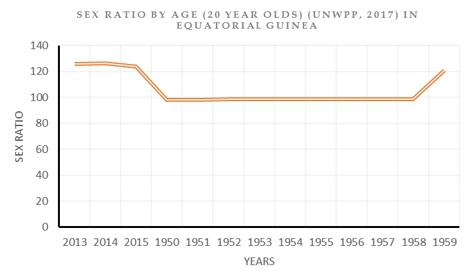 SEX RATIO BY AGE (20 YEAR OLDS) (UNWPP, 2017) IN
EQUATORIAL GUINEA
140
120
100
80
60
40
20
0
SEX RATIO
2013 2014 2015 1950 1951 1952 1953 1954 1955 1956 1957 1958 1959
YEARS